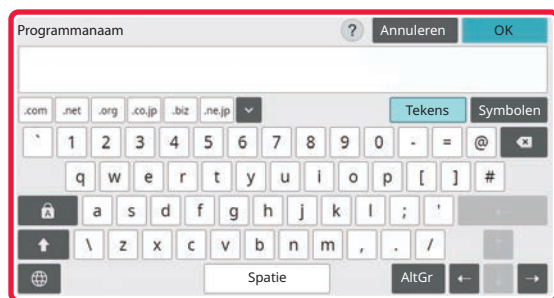 Programmanaam ? Annuleren OK
.com .net .org .co.jp .biz .ne.jp Tekens Symbolen
` 1 2 3 4 5 6 7 8 9 0 - = @
q w e r t y u i o p [ ] #
A a s d f g h j k l ; '
\ z x c v b n m , . /
Spatie AltGr